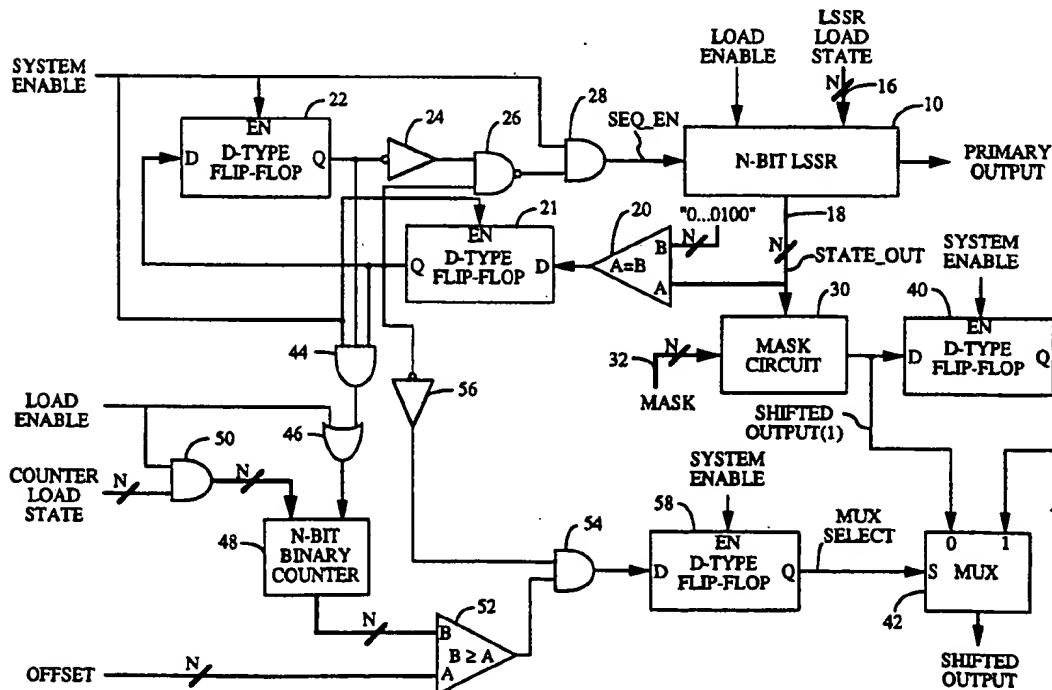 LSSR
LOAD
STATE
LOAD
ENABLE
SYSTEM
ENABLE
N
16
10
22
24
26
28
SEQ_EN
EN
D
D-TYPE
FLIP-FLOP
Q
N-BIT LSSR
PRIMARY
OUTPUT
18
"0...0100"
20
21
EN
Q
D-TYPE
FLIP-FLOP
D
A=B
B
A
N
N
STATE_OUT
SYSTEM
ENABLE
30
40
EN
D
D-TYPE
FLIP-FLOP
Q
MASK
CIRCUIT
N
32
MASK
44
56
LOAD
ENABLE
46
50
COUNTER
LOAD
STATE
N
N
SHIFTED
OUTPUT(1)
SYSTEM
ENABLE
48
N-BIT
BINARY
COUNTER
54
58
EN
D
D-TYPE
FLIP-FLOP
Q
MUX
SELECT
0
1
S
MUX
42
52
N
B
B ≥ A
A
OFFSET
N
SHIFTED
OUTPUT